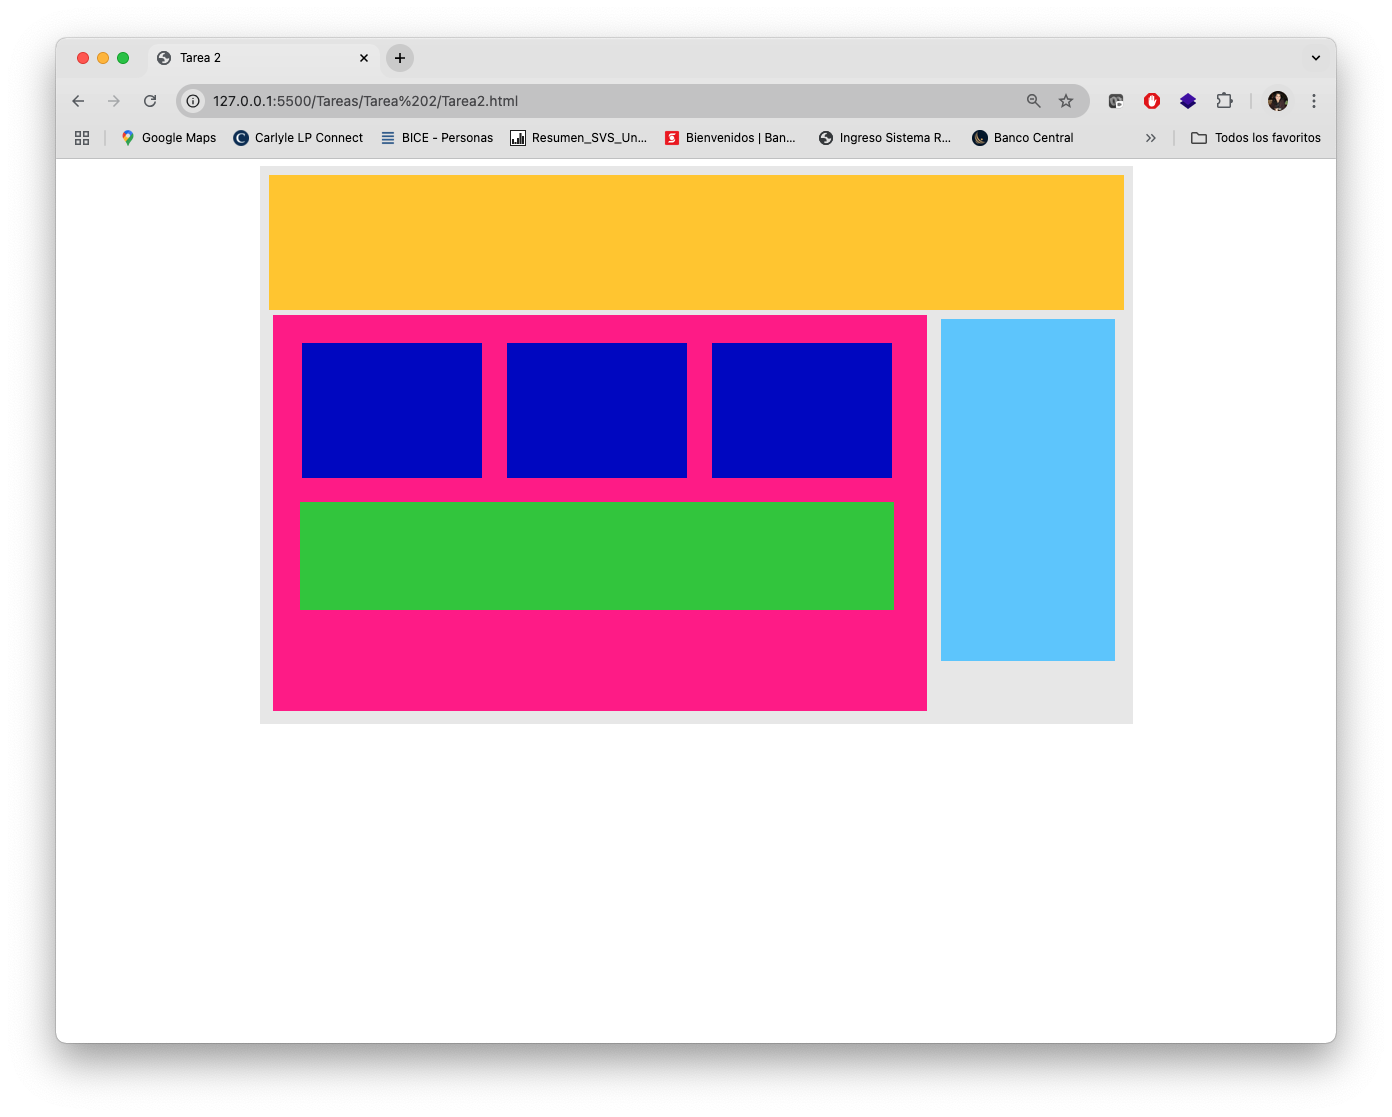 Tarea 2
127.0.0.1:5500/Tareas/Tarea%202/Tarea2.html
Google Maps Carlyle LP Connect BICE - Personas Resumen_SVS_Un... Bienvenidos | Ban... Ingreso Sistema R... Banco Central Todos los favoritos